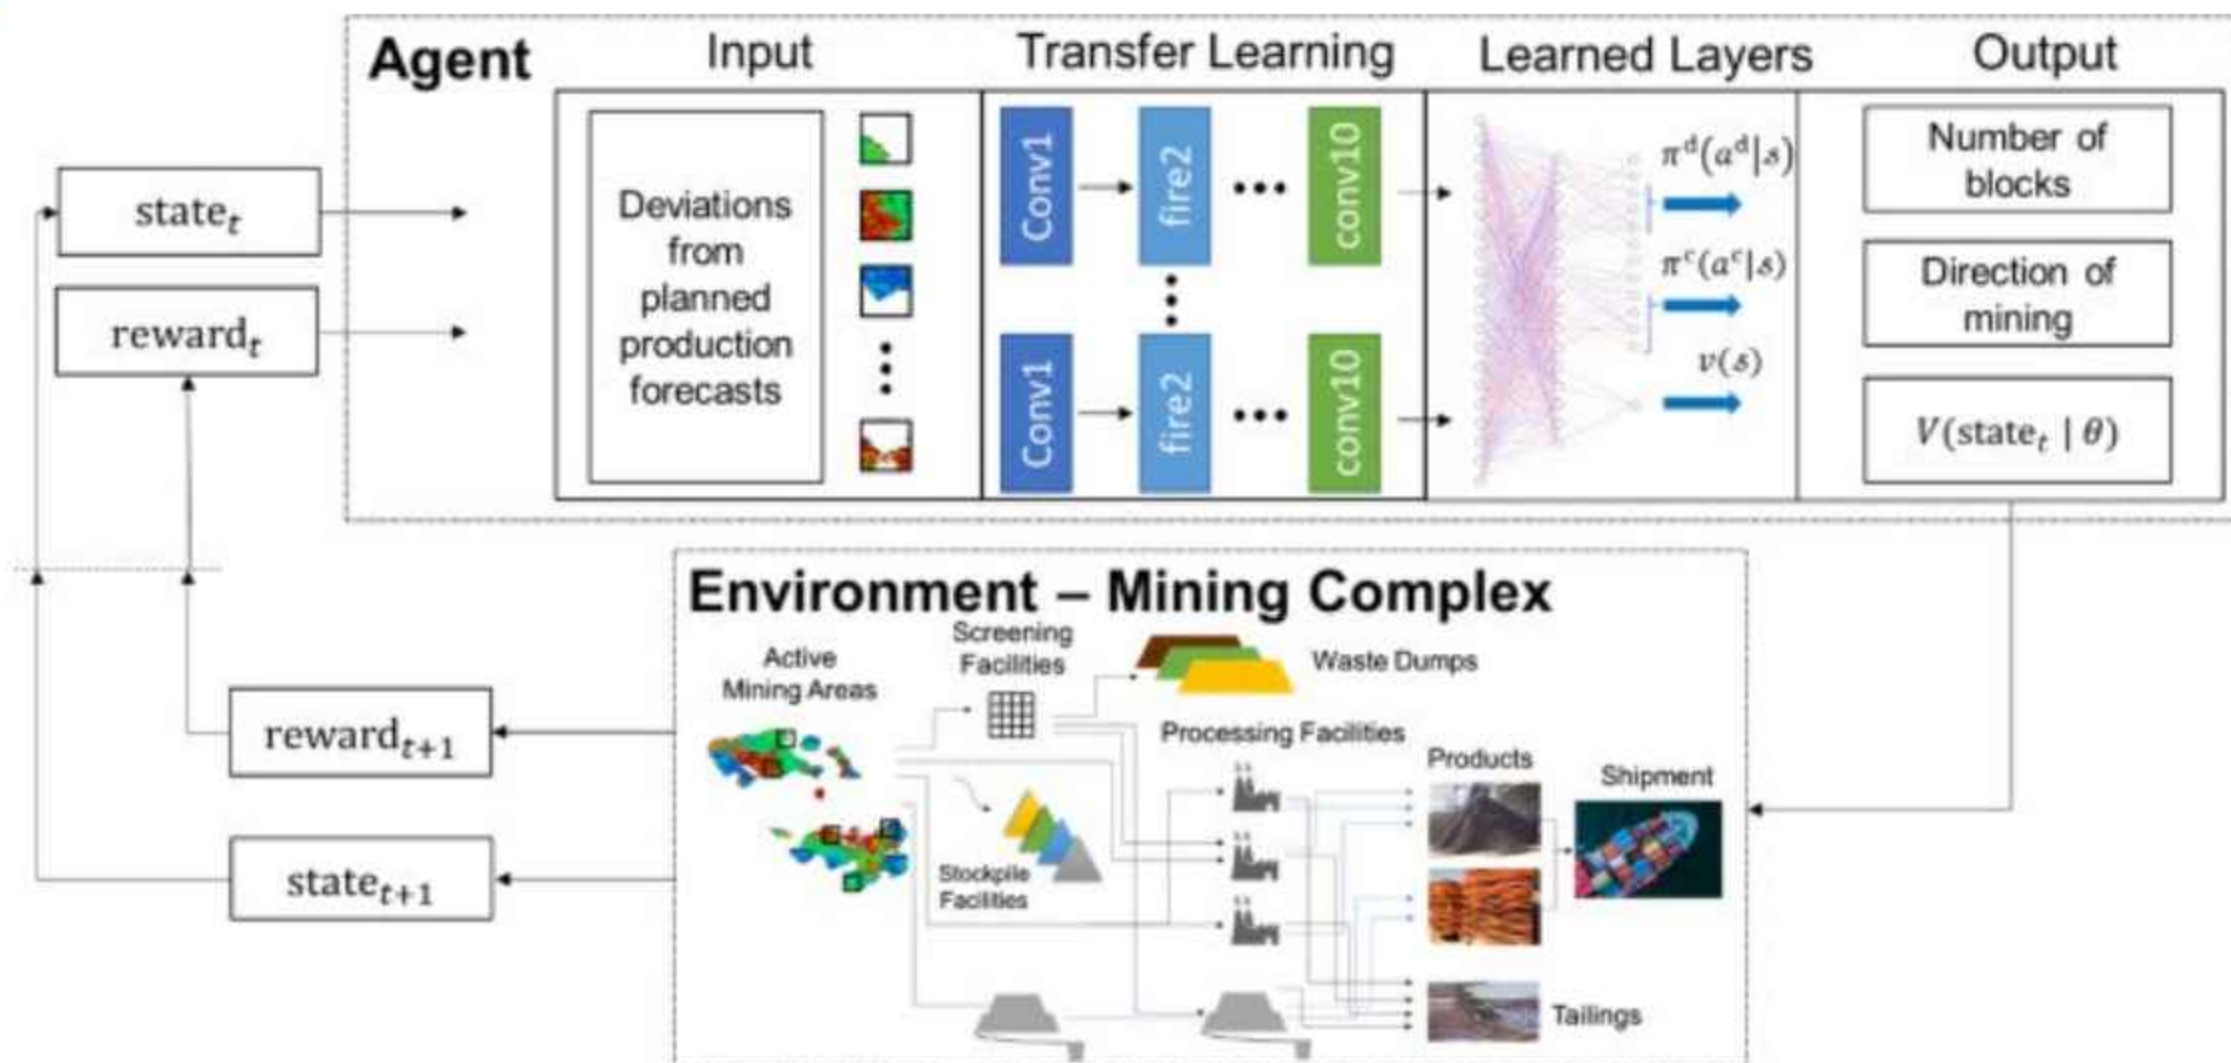 Agent
Input
Transfer Learning
Learned Layers
Output
state_t
reward_t
Deviations
from
planned
production
forecasts
Conv1
fire2
conv10
Conv1
fire2
conv10
π^d(a^d|s)
π^c(a^c|s)
v(s)
Number of
blocks
Direction of
mining
V(state_t | θ)
Environment – Mining Complex
reward_{t+1}
state_{t+1}
Active
Mining Areas
Screening
Facilities
Waste Dumps
Processing Facilities
Stockpile
Facilities
Products
Shipment
Tailings